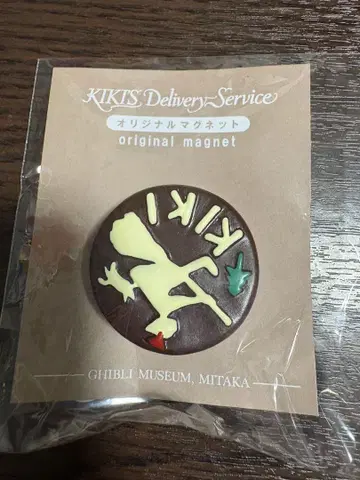 KIKI'S Delivery Service
オリジナルマグネット
original magnet
KIKI
GHIBLI MUSEUM, MITAKA